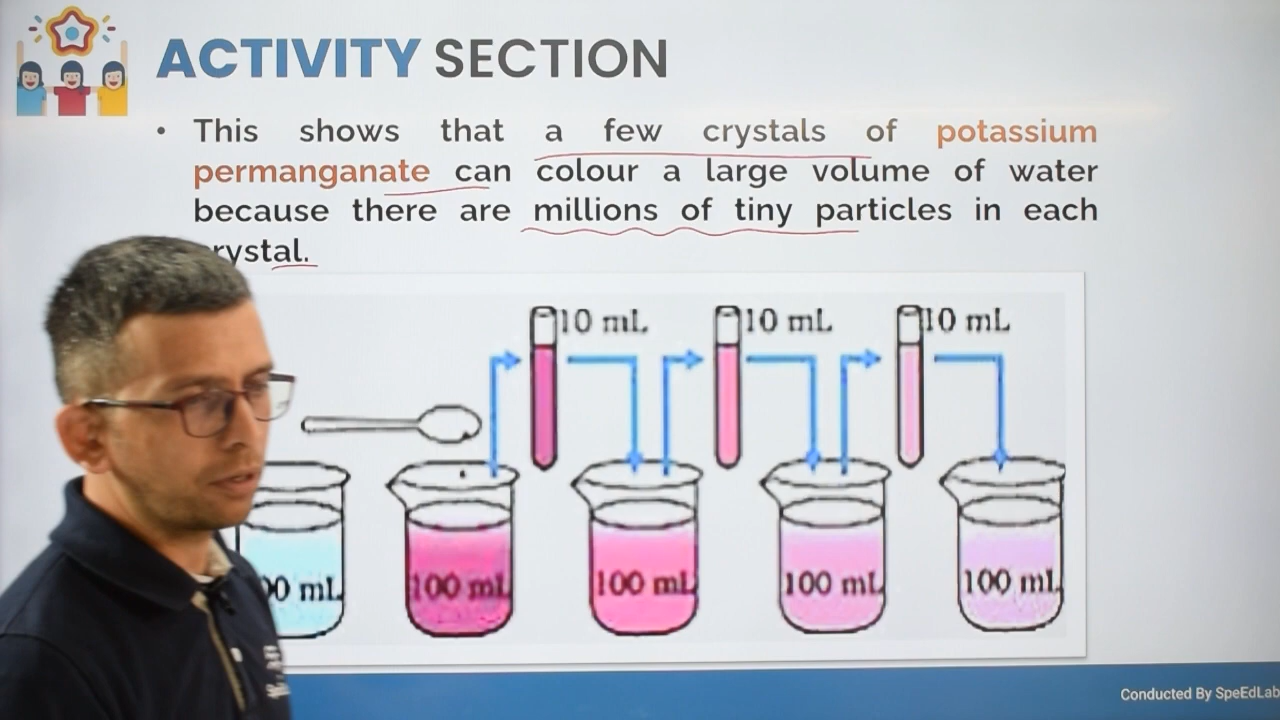 ACTIVITY SECTION
• This shows that a few crystals of potassium
permanganate can colour a large volume of water
because there are millions of tiny particles in each
rystal.
10 mL 10 mL 10 mL
00 mL 100 mL 100 mL 100 mL 100 mL
Conducted By SpeEdLab